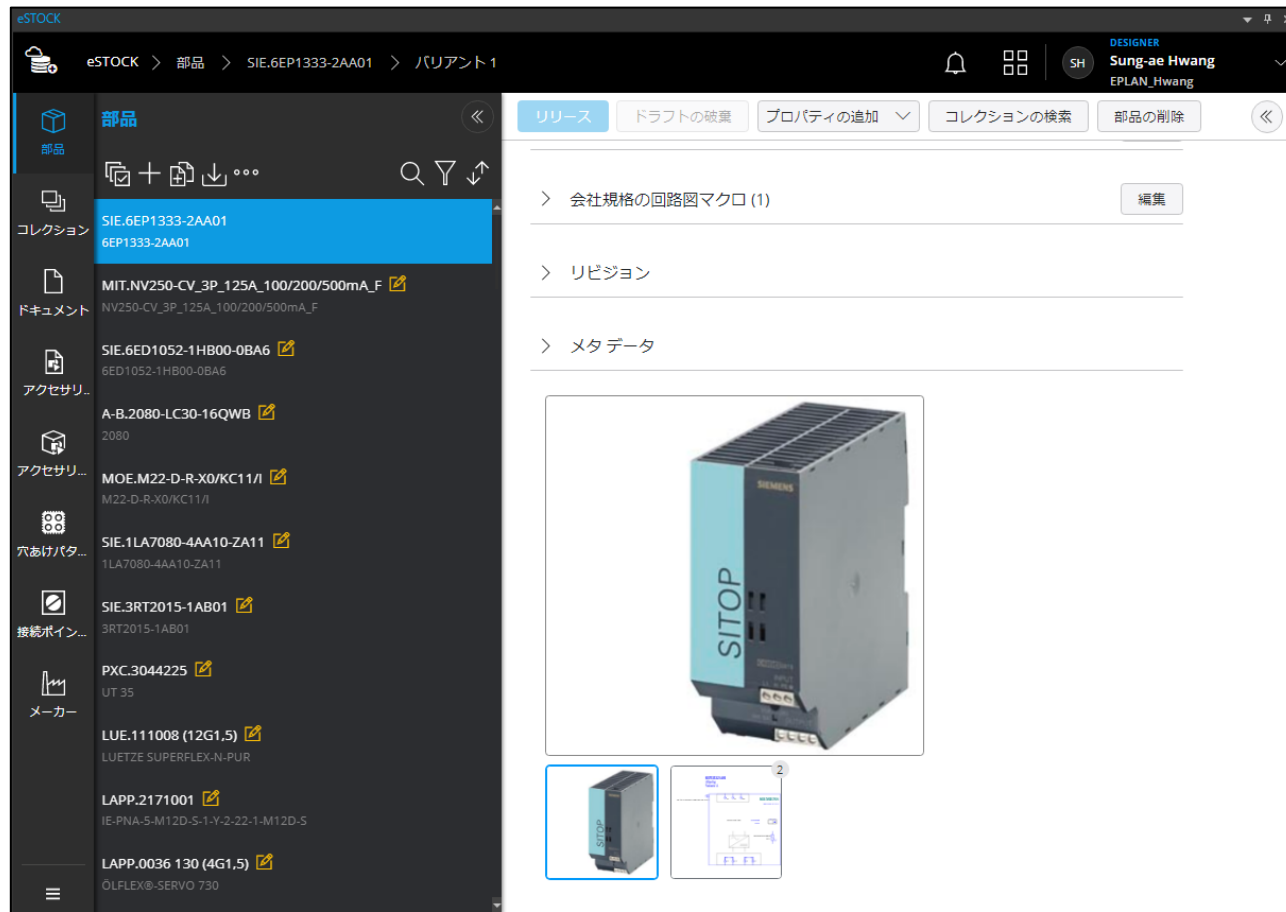 eSTOCK
eSTOCK > 部品 > SIE.6EP1333-2AA01 > バリアント 1
SH
DESIGNER
Sung-ae Hwang
EPLAN_Hwang
部品
コレクション
ドキュメント
アクセサリ..
アクセサリ...
穴あけパタ...
接続ポイン...
メーカー
部品
SIE.6EP1333-2AA01
6EP1333-2AA01
MIT.NV250-CV_3P_125A_100/200/500mA_F
NV250-CV_3P_125A_100/200/500mA_F
SIE.6ED1052-1HB00-0BA6
6ED1052-1HB00-0BA6
A-B.2080-LC30-16QWB
2080
MOE.M22-D-R-X0/KC11/I
M22-D-R-X0/KC11/I
SIE.1LA7080-4AA10-ZA11
1LA7080-4AA10-ZA11
SIE.3RT2015-1AB01
3RT2015-1AB01
PXC.3044225
UT 35
LUE.111008 (12G1,5)
LUETZE SUPERFLEX-N-PUR
LAPP.2171001
IE-PNA-5-M12D-S-1-Y-2-22-1-M12D-S
LAPP.0036 130 (4G1,5)
ÖLFLEX®-SERVO 730
リリース
ドラフトの破棄
プロパティの追加
コレクションの検索
部品の削除
会社規格の回路図マクロ (1)
編集
リビジョン
メタ データ
SIEMENS
SITOP
INPUT
SITOP
2